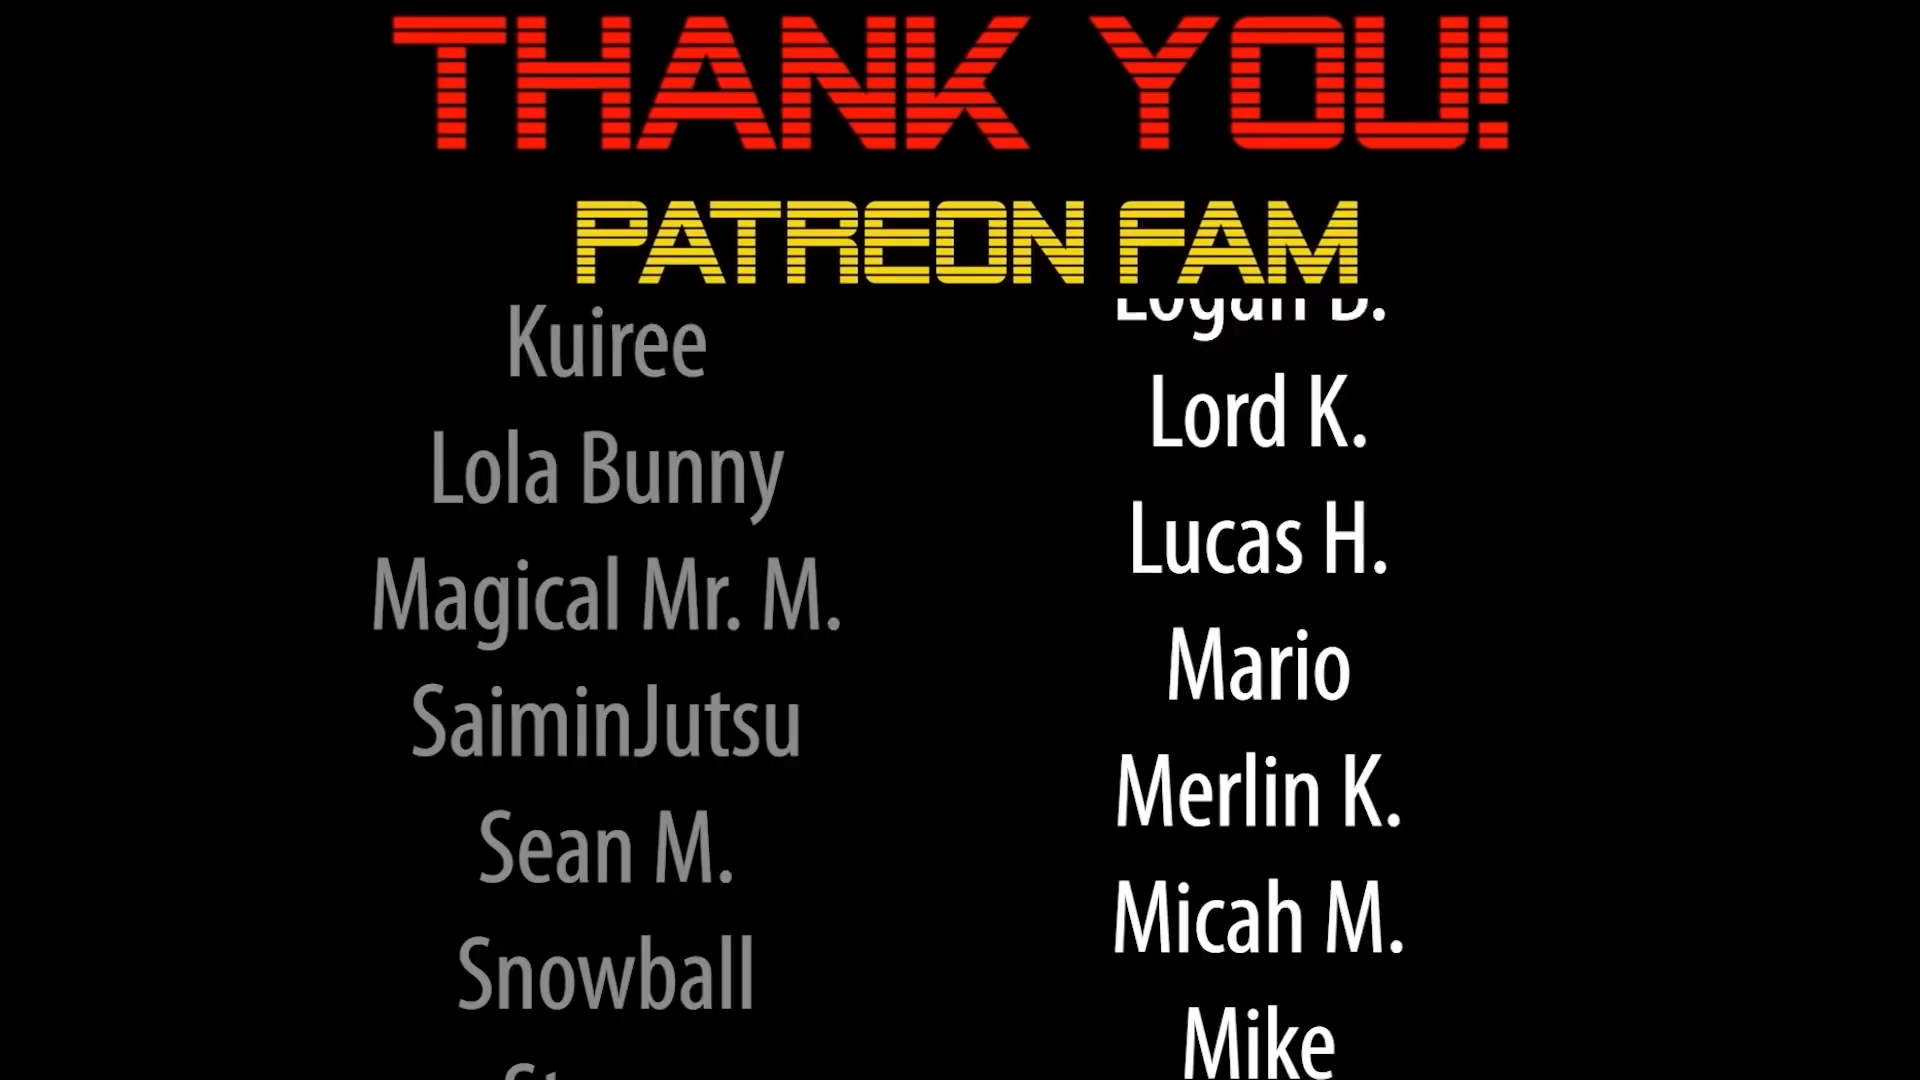 THANK YOU!
PATREON FAM
Kuiree
Lola Bunny
Magical Mr. M.
SaiminJutsu
Sean M.
Snowball
Lord K.
Lucas H.
Mario
Merlin K.
Micah M.
Mike